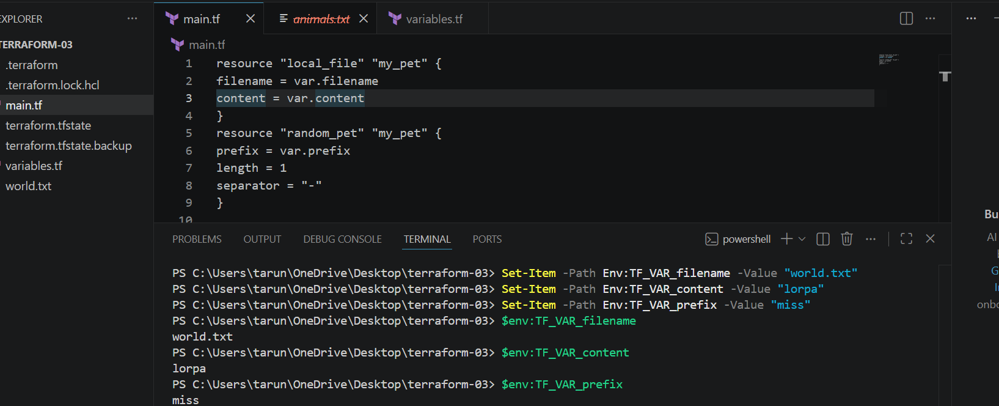 EXPLORER
TERRAFORM-03
.terraform
.terraform.lock.hcl
main.tf
terraform.tfstate
terraform.tfstate.backup
variables.tf
world.txt
main.tf
animals.txt
variables.tf
main.tf
1 resource "local_file" "my_pet" {
2 filename = var.filename
3 content = var.content
4 }
5 resource "random_pet" "my_pet" {
6 prefix = var.prefix
7 length = 1
8 separator = "-"
9 }
10
PROBLEMS OUTPUT DEBUG CONSOLE TERMINAL PORTS powershell
PS C:\Users\tarun\OneDrive\Desktop\terraform-03> Set-Item -Path Env:TF_VAR_filename -Value "world.txt"
PS C:\Users\tarun\OneDrive\Desktop\terraform-03> Set-Item -Path Env:TF_VAR_content -Value "lorpa"
PS C:\Users\tarun\OneDrive\Desktop\terraform-03> Set-Item -Path Env:TF_VAR_prefix -Value "miss"
PS C:\Users\tarun\OneDrive\Desktop\terraform-03> $env:TF_VAR_filename
world.txt
PS C:\Users\tarun\OneDrive\Desktop\terraform-03> $env:TF_VAR_content
lorpa
PS C:\Users\tarun\OneDrive\Desktop\terraform-03> $env:TF_VAR_prefix
miss
Bu
AI